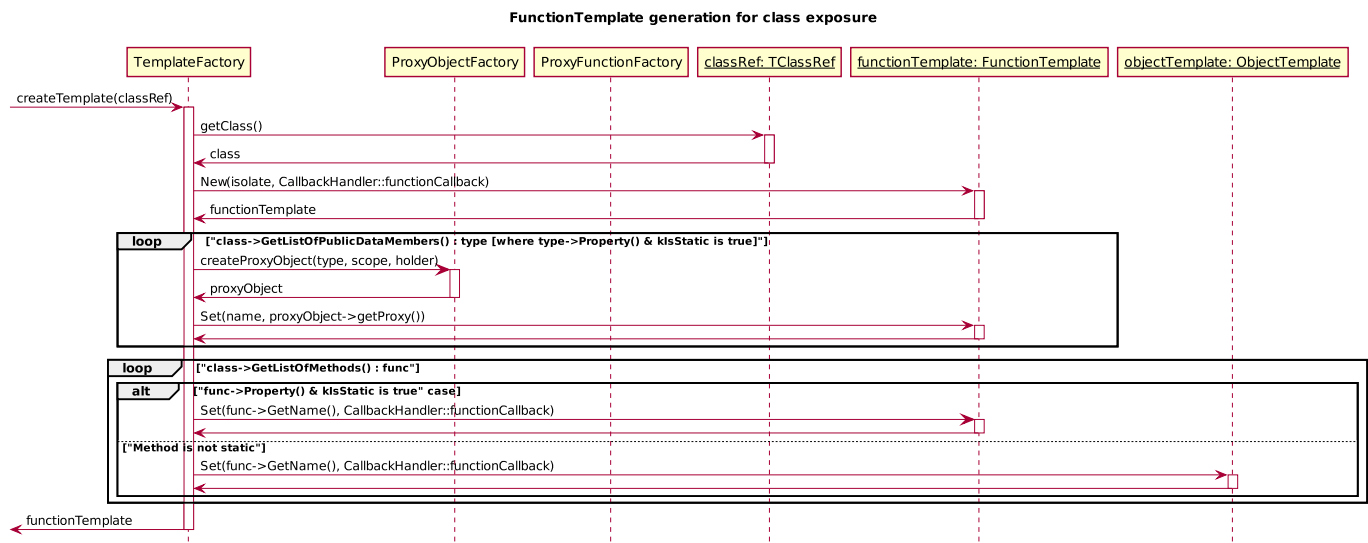 FunctionTemplate generation for class exposure
TemplateFactory
ProxyObjectFactory
ProxyFunctionFactory
classRef: TClassRef
functionTemplate: FunctionTemplate
objectTemplate: ObjectTemplate
createTemplate(classRef)
getClass()
class
New(isolate, CallbackHandler::functionCallback)
functionTemplate
loop ["class->GetListOfPublicDataMembers() : type [where type->Property() & kIsStatic is true]"]
createProxyObject(type, scope, holder)
proxyObject
Set(name, proxyObject->getProxy())
loop ["class->GetListOfMethods() : func"]
alt ["func->Property() & kIsStatic is true" case]
Set(func->GetName(), CallbackHandler::functionCallback)
["Method is not static"]
Set(func->GetName(), CallbackHandler::functionCallback)
functionTemplate